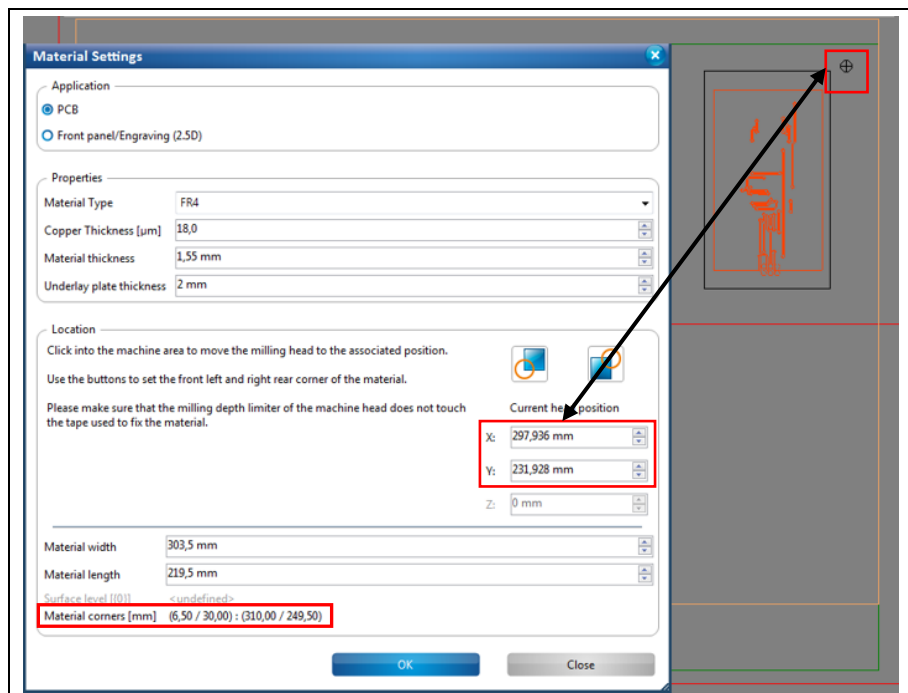 Material Settings
Application
PCB
Front panel/Engraving (2.5D)
Properties
Material Type FR4
Copper Thickness [µm] 18,0
Material thickness 1,55 mm
Underlay plate thickness 2 mm
Location
Click into the machine area to move the milling head to the associated position.
Use the buttons to set the front left and right rear corner of the material.
Please make sure that the milling depth limiter of the machine head does not touch
the tape used to fix the material.
Current head position
X: 297,936 mm
Y: 231,928 mm
Z: 0 mm
Material width 303,5 mm
Material length 219,5 mm
Surface level [{0}] <undefined>
Material corners [mm] (6,50 / 30,00) : (310,00 / 249,50)
OK Close